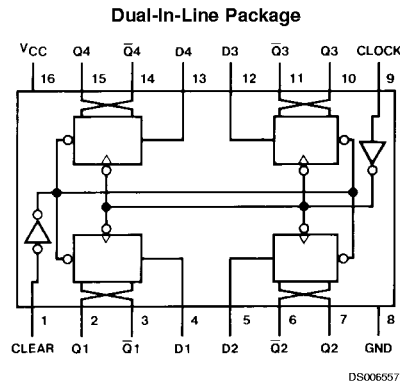 Dual-In-Line Package
VCC Q4 Q̅4 D4 D3 Q̅3 Q3 CLOCK
16 15 14 13 12 11 10 9
1 2 3 4 5 6 7 8
CLEAR Q1 Q̅1 D1 D2 Q̅2 Q2 GND
DS006557